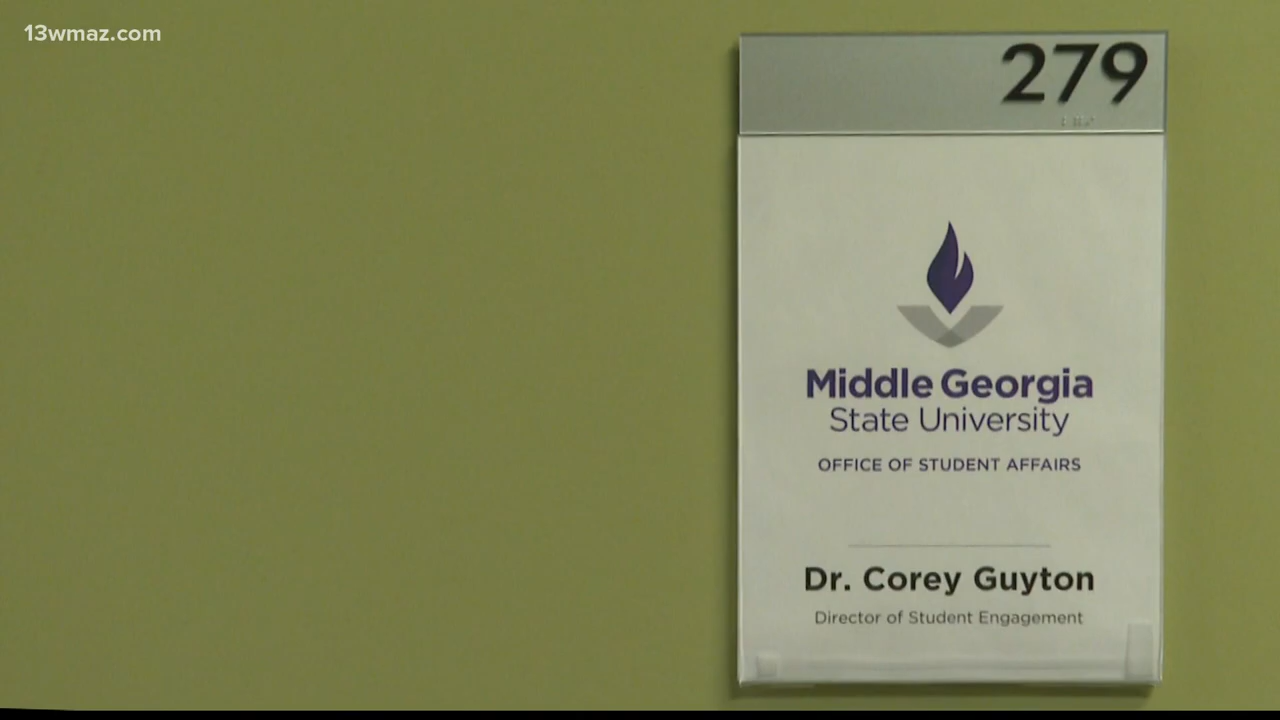 13wmaz.com
279
Middle Georgia
State University
OFFICE OF STUDENT AFFAIRS
Dr. Corey Guyton
Director of Student Engagement